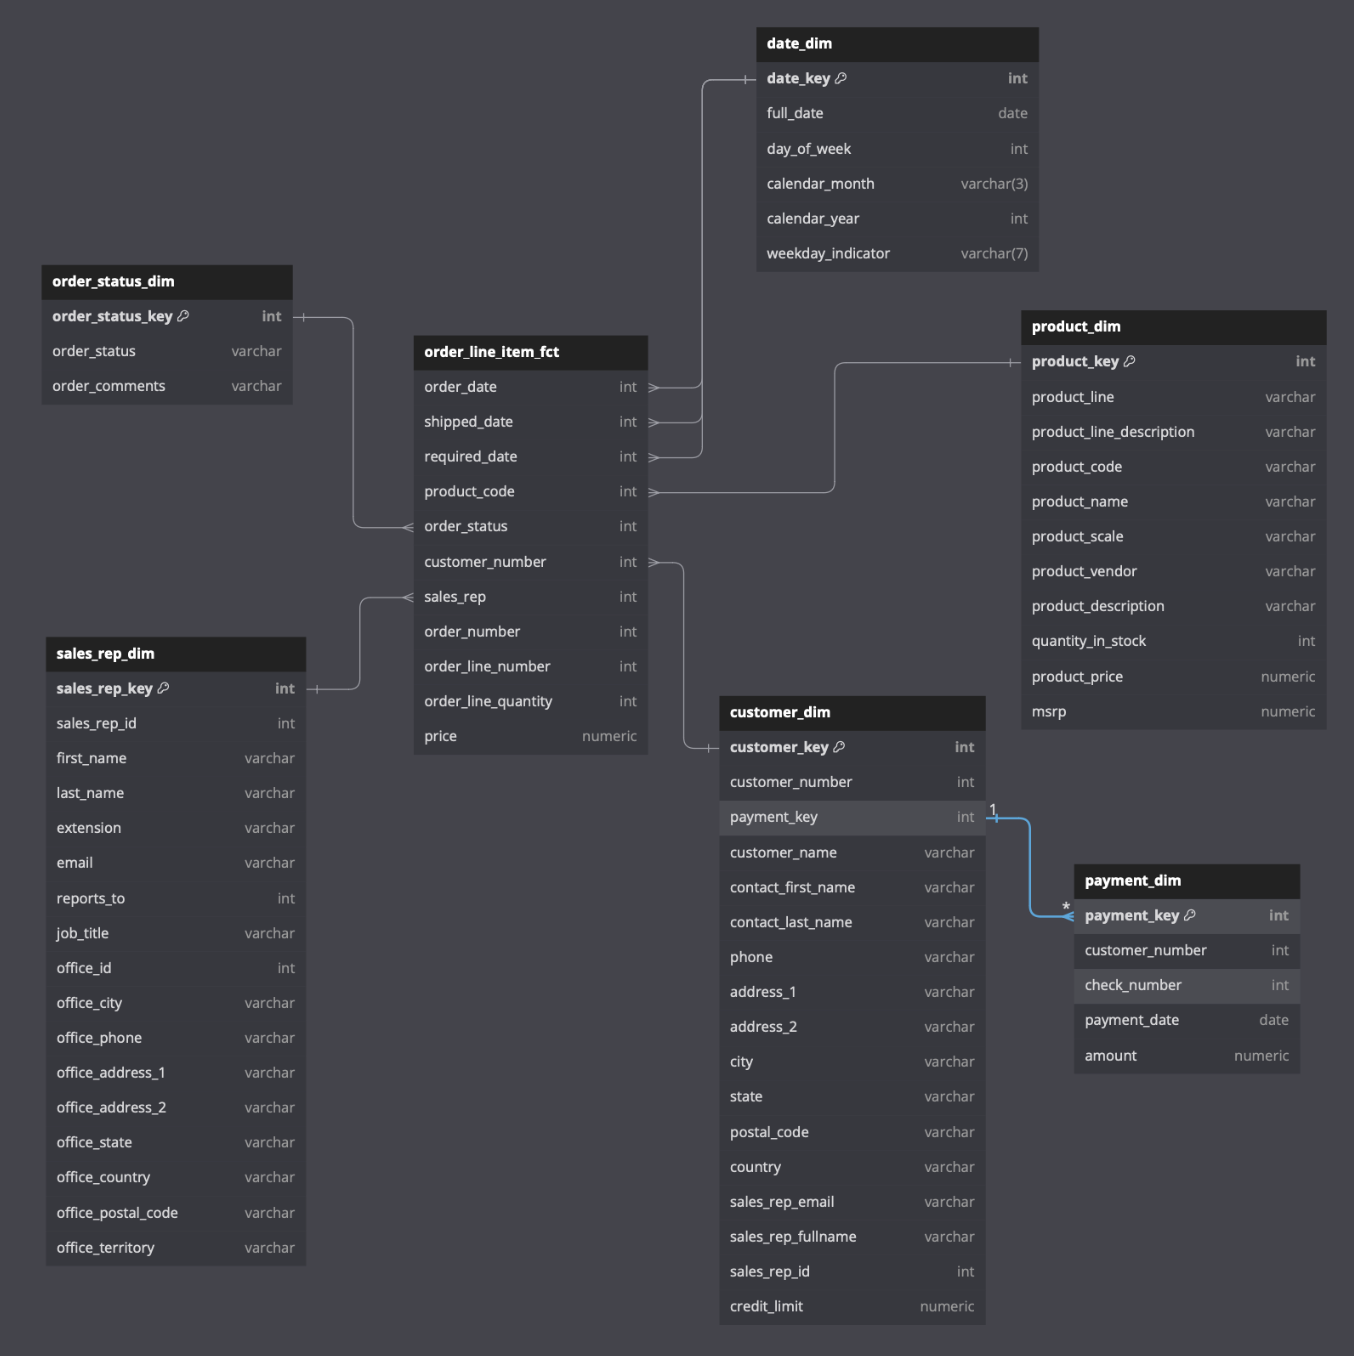 date_dim
date_key int
full_date date
day_of_week int
calendar_month varchar(3)
calendar_year int
weekday_indicator varchar(7)
order_status_dim
order_status_key int
order_status varchar
order_comments varchar
order_line_item_fct
order_date int
shipped_date int
required_date int
product_code int
order_status int
customer_number int
sales_rep int
order_number int
order_line_number int
order_line_quantity int
price numeric
product_dim
product_key int
product_line varchar
product_line_description varchar
product_code varchar
product_name varchar
product_scale varchar
product_vendor varchar
product_description varchar
quantity_in_stock int
product_price numeric
msrp numeric
sales_rep_dim
sales_rep_key int
sales_rep_id int
first_name varchar
last_name varchar
extension varchar
email varchar
reports_to int
job_title varchar
office_id int
office_city varchar
office_phone varchar
office_address_1 varchar
office_address_2 varchar
office_state varchar
office_country varchar
office_postal_code varchar
office_territory varchar
customer_dim
customer_key int
customer_number int
payment_key int
customer_name varchar
contact_first_name varchar
contact_last_name varchar
phone varchar
address_1 varchar
address_2 varchar
city varchar
state varchar
postal_code varchar
country varchar
sales_rep_email varchar
sales_rep_fullname varchar
sales_rep_id int
credit_limit numeric
1
*
payment_dim
payment_key int
customer_number int
check_number int
payment_date date
amount numeric